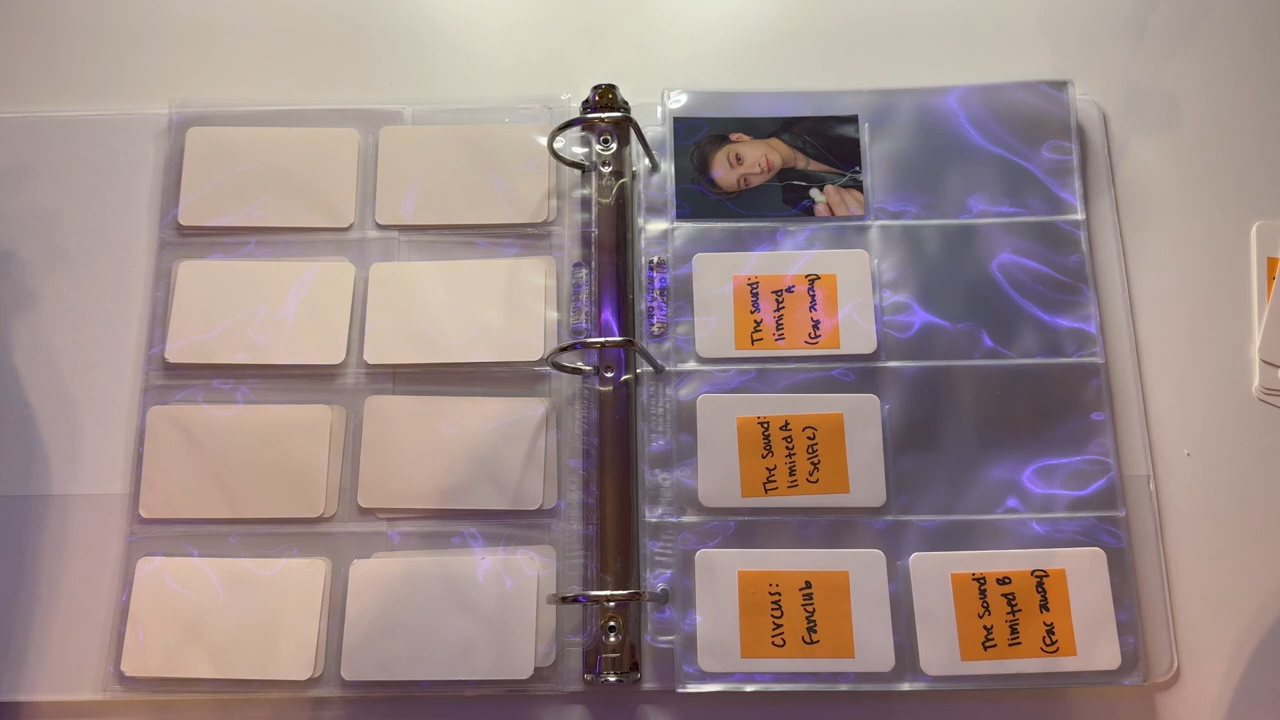 The Sound:
limited A
(far away)
The Sound:
limited A
(selfie)
Circus:
fanclub
The Sound:
limited B
(far away)